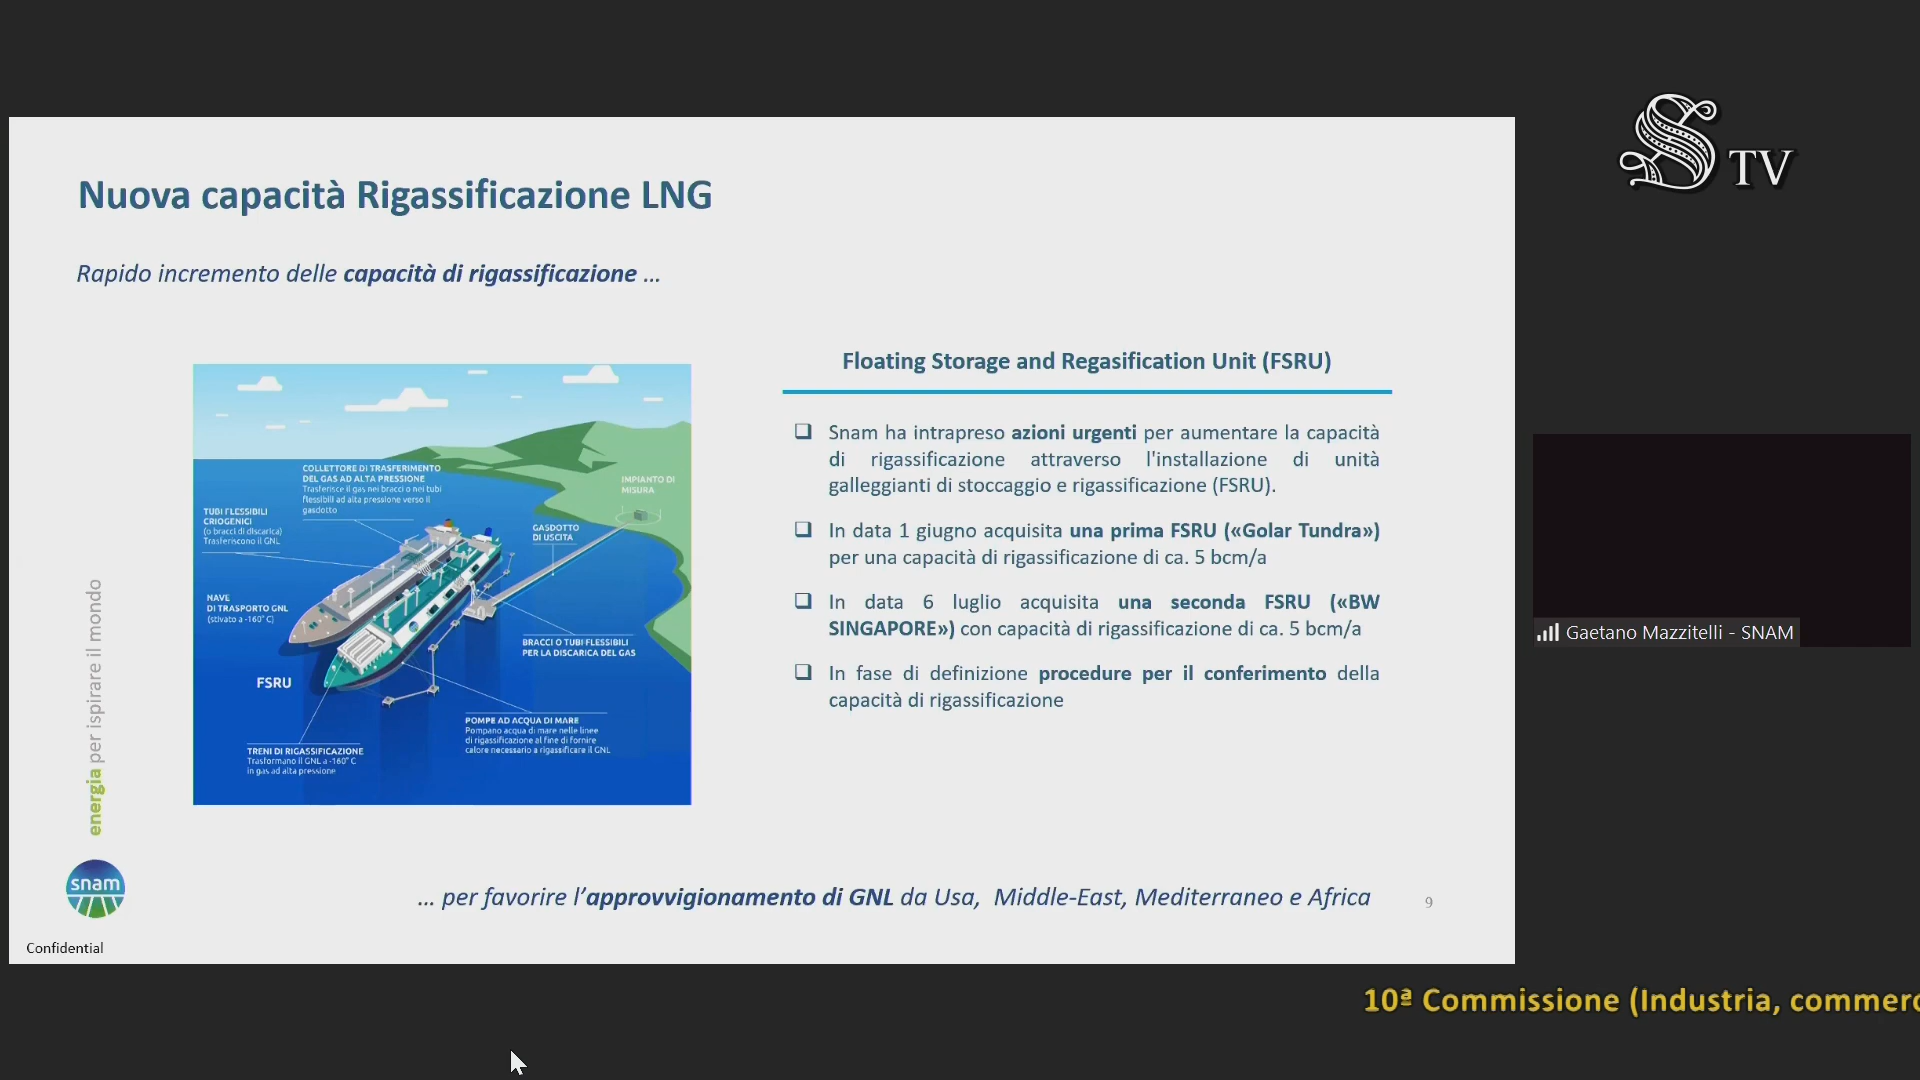 TV
Nuova capacità Rigassificazione LNG
Rapido incremento delle capacità di rigassificazione ...
COLLETTORE DI TRASFERIMENTO
DEL GAS AD ALTA PRESSIONE
Trasferisce il gas nei bracci o nei tubi
flessibili ad alta pressione verso il
gasdotto
TUBI FLESSIBILI
CRIOGENICI
(o bracci di discarica)
Trasferiscono il GNL
IMPIANTO DI
MISURA
GASDOTTO
DI USCITA
NAVE
DI TRASPORTO GNL
(stivato a -160° C)
BRACCI O TUBI FLESSIBILI
PER LA DISCARICA DEL GAS
FSRU
POMPE AD ACQUA DI MARE
Pompano acqua di mare nelle linee
di rigassificazione al fine di fornire
calore necessario a rigassificare il GNL
TRENI DI RIGASSIFICAZIONE
Trasformano il GNL a -160° C
in gas ad alta pressione
Floating Storage and Regasification Unit (FSRU)
❑ Snam ha intrapreso azioni urgenti per aumentare la capacità
di rigassificazione attraverso l'installazione di unità
galleggianti di stoccaggio e rigassificazione (FSRU).
❑ In data 1 giugno acquisita una prima FSRU («Golar Tundra»)
per una capacità di rigassificazione di ca. 5 bcm/a
❑ In data 6 luglio acquisita una seconda FSRU («BW
SINGAPORE») con capacità di rigassificazione di ca. 5 bcm/a
❑ In fase di definizione procedure per il conferimento della
capacità di rigassificazione
... per favorire l’approvvigionamento di GNL da Usa, Middle-East, Mediterraneo e Africa
9
energia per ispirare il mondo
snam
Confidential
Gaetano Mazzitelli - SNAM
10ª Commissione (Industria, commerc